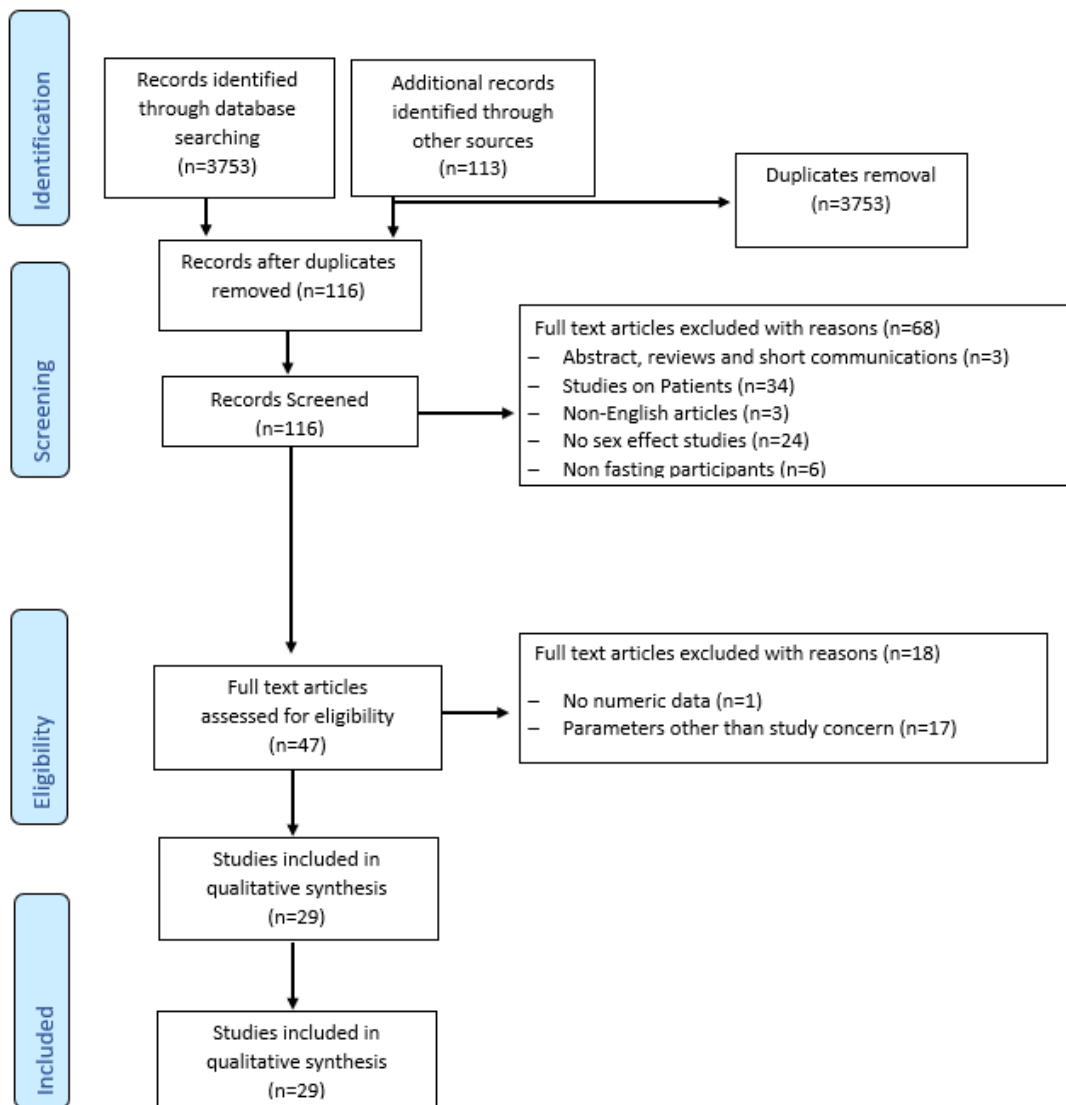 Identification
Records identified
through database
searching
(n=3753)
Additional records
identified through
other sources
(n=113)
Duplicates removal
(n=3753)
Screening
Records after duplicates
removed (n=116)
Records Screened
(n=116)
Full text articles excluded with reasons (n=68)
– Abstract, reviews and short communications (n=3)
– Studies on Patients (n=34)
– Non-English articles (n=3)
– No sex effect studies (n=24)
– Non fasting participants (n=6)
Eligibility
Full text articles
assessed for eligibility
(n=47)
Full text articles excluded with reasons (n=18)
– No numeric data (n=1)
– Parameters other than study concern (n=17)
Studies included in
qualitative synthesis
(n=29)
Included
Studies included in
qualitative synthesis
(n=29)